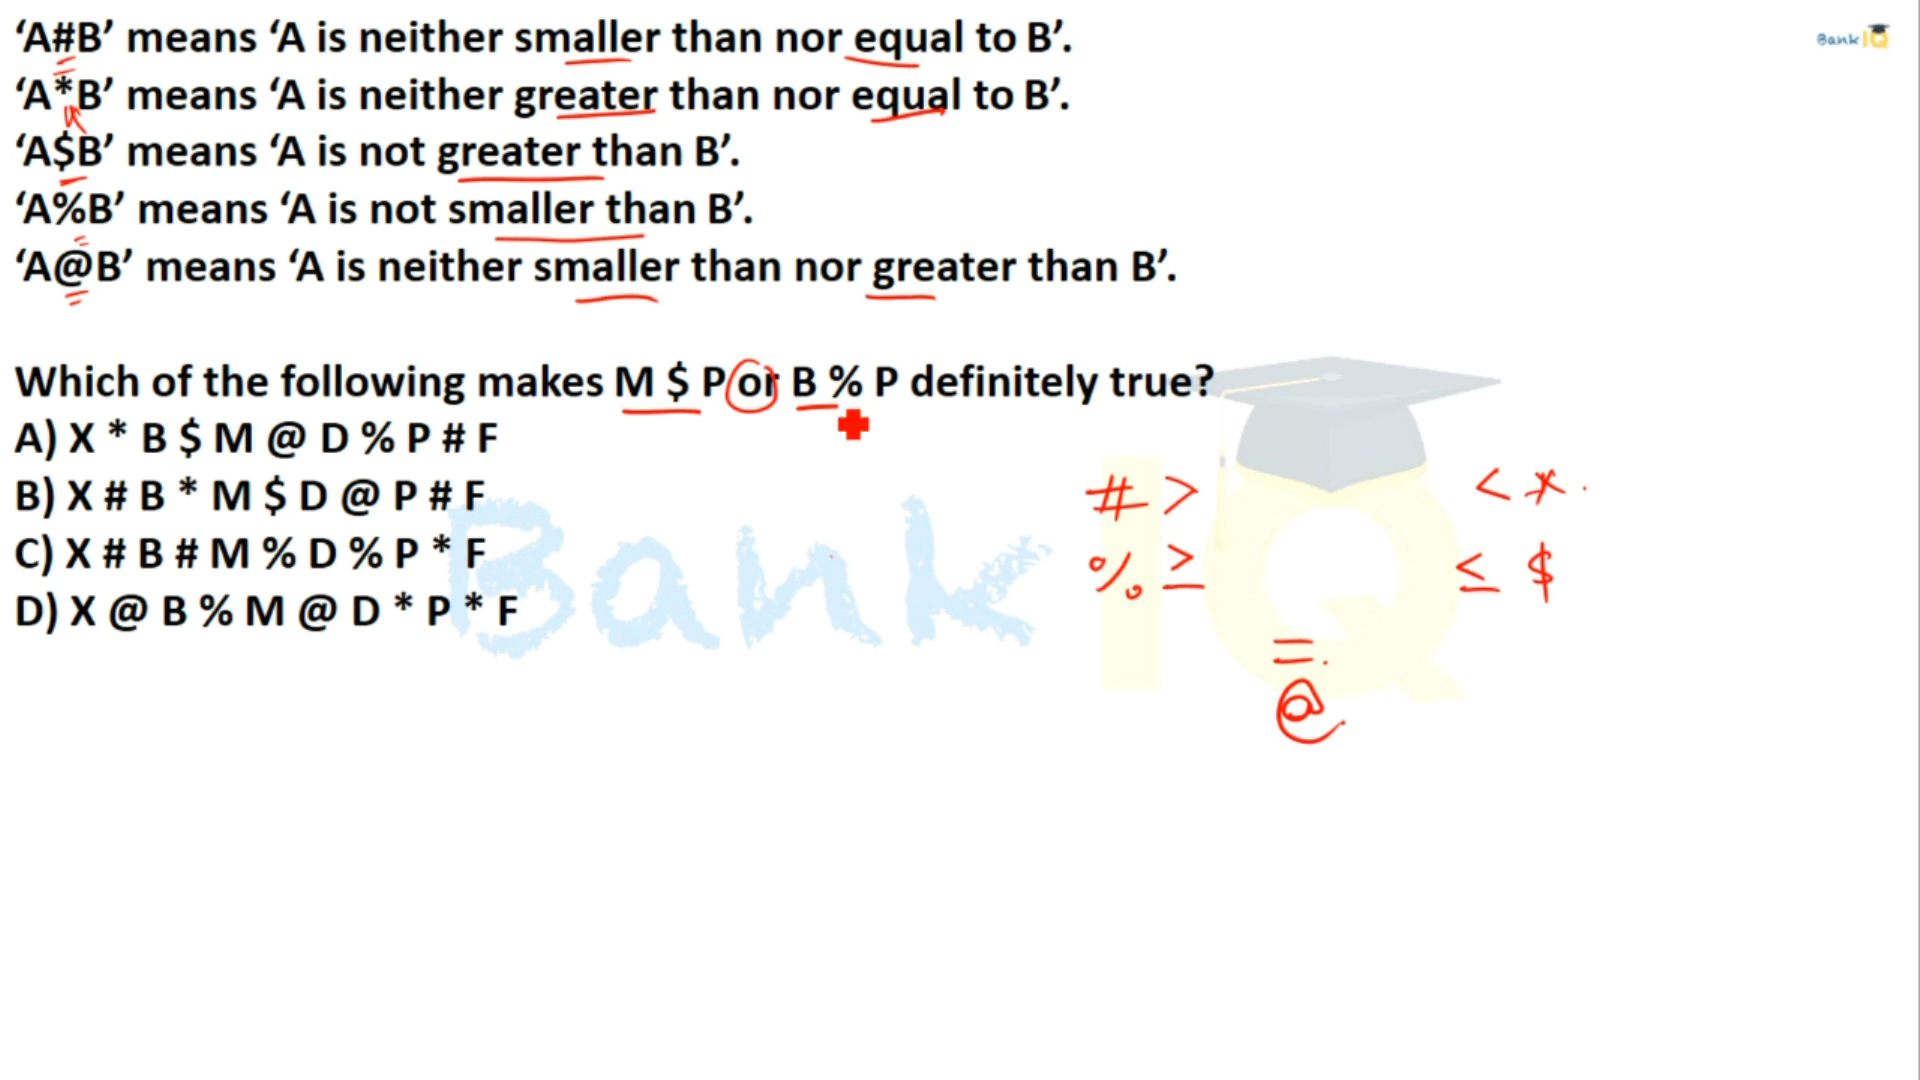 ‘A#B’ means ‘A is neither smaller than nor equal to B’.
Bank IQ
‘A*B’ means ‘A is neither greater than nor equal to B’.
‘A$B’ means ‘A is not greater than B’.
‘A%B’ means ‘A is not smaller than B’.
‘A@B’ means ‘A is neither smaller than nor greater than B’.
Which of the following makes M $ P or B % P definitely true?
A) X * B $ M @ D % P # F
B) X # B * M $ D @ P # F
C) X # B # M % D % P * F
D) X @ B % M @ D * P * F
# > < *
% ≥ ≤ $
=
@
Bank IQ